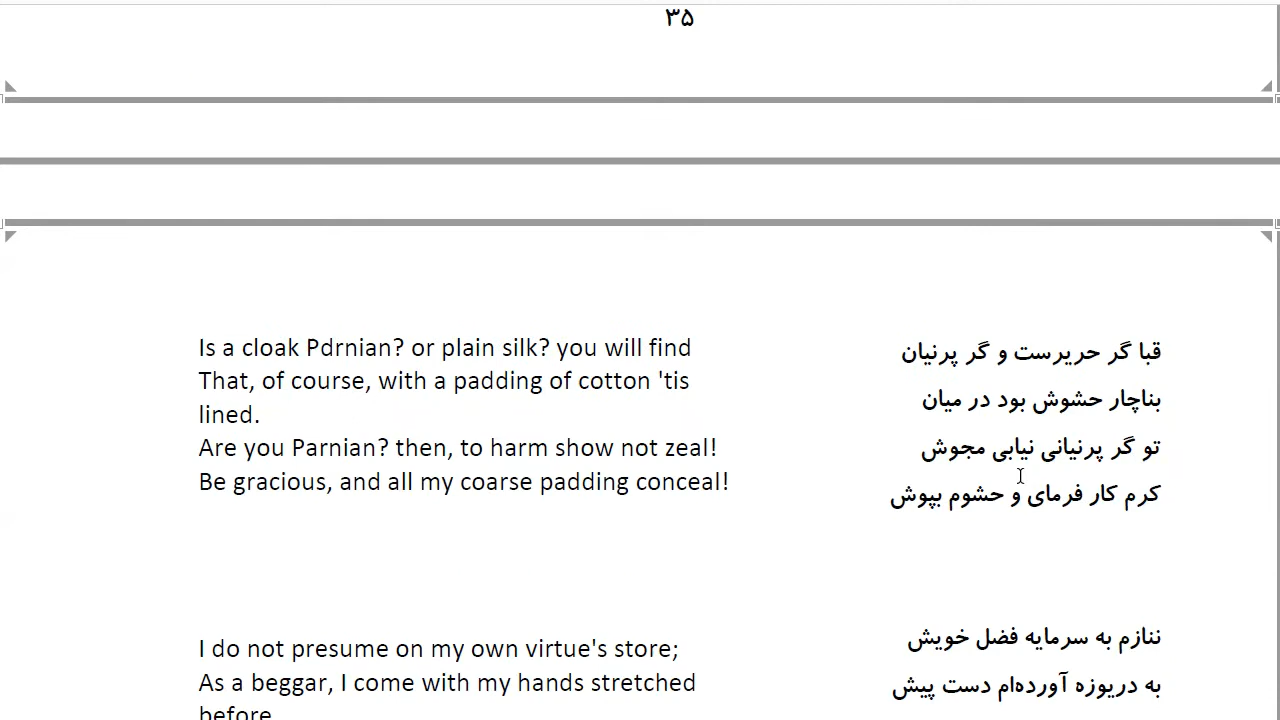 ۳۵
Is a cloak Pdrnian? or plain silk? you will find
That, of course, with a padding of cotton 'tis
lined.
Are you Parnian? then, to harm show not zeal!
Be gracious, and all my coarse padding conceal!
قبا گر حریرست و گر پرنیان
بناچار حشوش بود در میان
تو گر پرنیانی نیابی مجوش
کرم کار فرمای و حشوم بپوش
I do not presume on my own virtue's store;
As a beggar, I come with my hands stretched
before
ننازم به سرمایه فضل خویش
به دریوزه آورده‌ام دست پیش